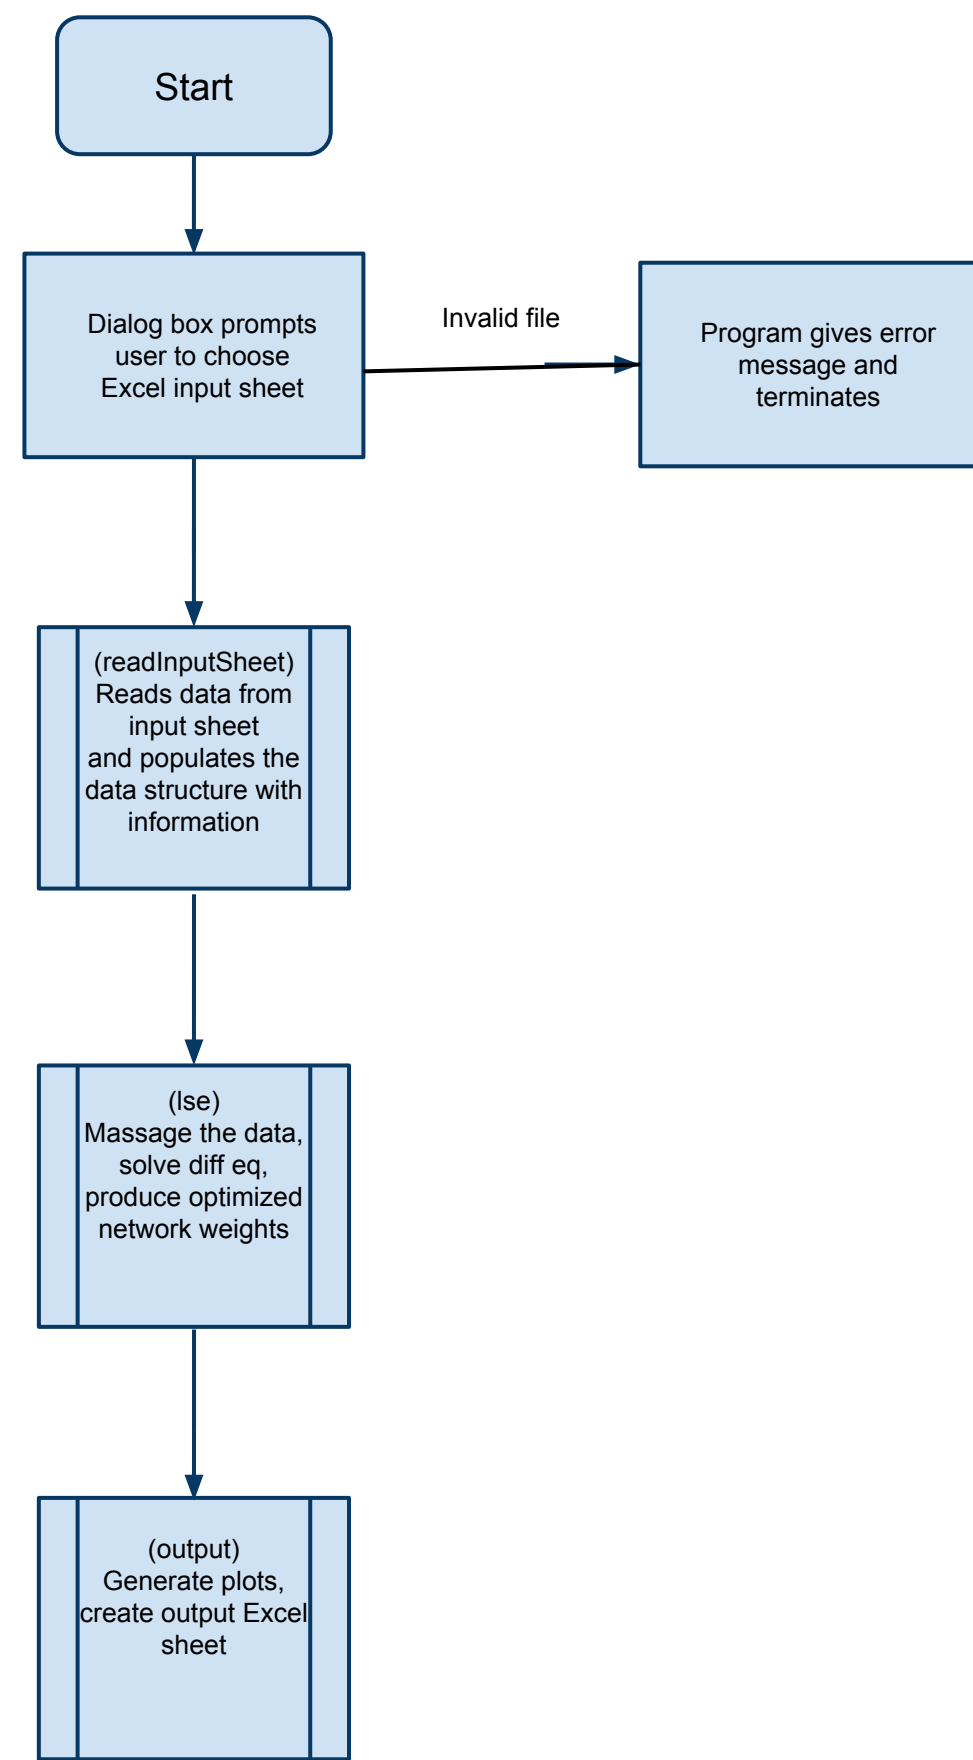 Start
Dialog box prompts
user to choose
Excel input sheet
Invalid file
Program gives error
message and
terminates
(readInputSheet)
Reads data from
input sheet
and populates the
data structure with
information
(lse)
Massage the data,
solve diff eq,
produce optimized
network weights
(output)
Generate plots,
create output Excel
sheet